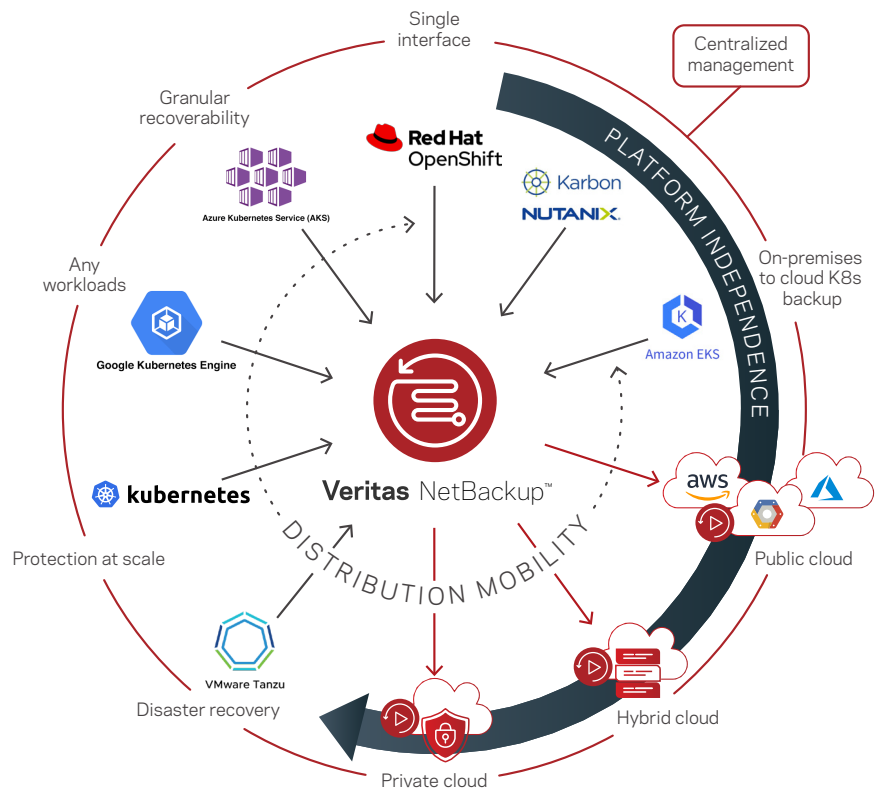 Single
interface
Centralized
management
Granular
recoverability
Red Hat
OpenShift
Karbon
NUTANIX®
Azure Kubernetes Service (AKS)
PLATFORM INDEPENDENCE
Any
workloads
On-premises
to cloud K8s
backup
Google Kubernetes Engine
K
Amazon EKS
kubernetes
Veritas NetBackup™
aws
DISTRIBUTION MOBILITY
Protection at scale
Public cloud
VMware Tanzu
Disaster recovery
Hybrid cloud
Private cloud